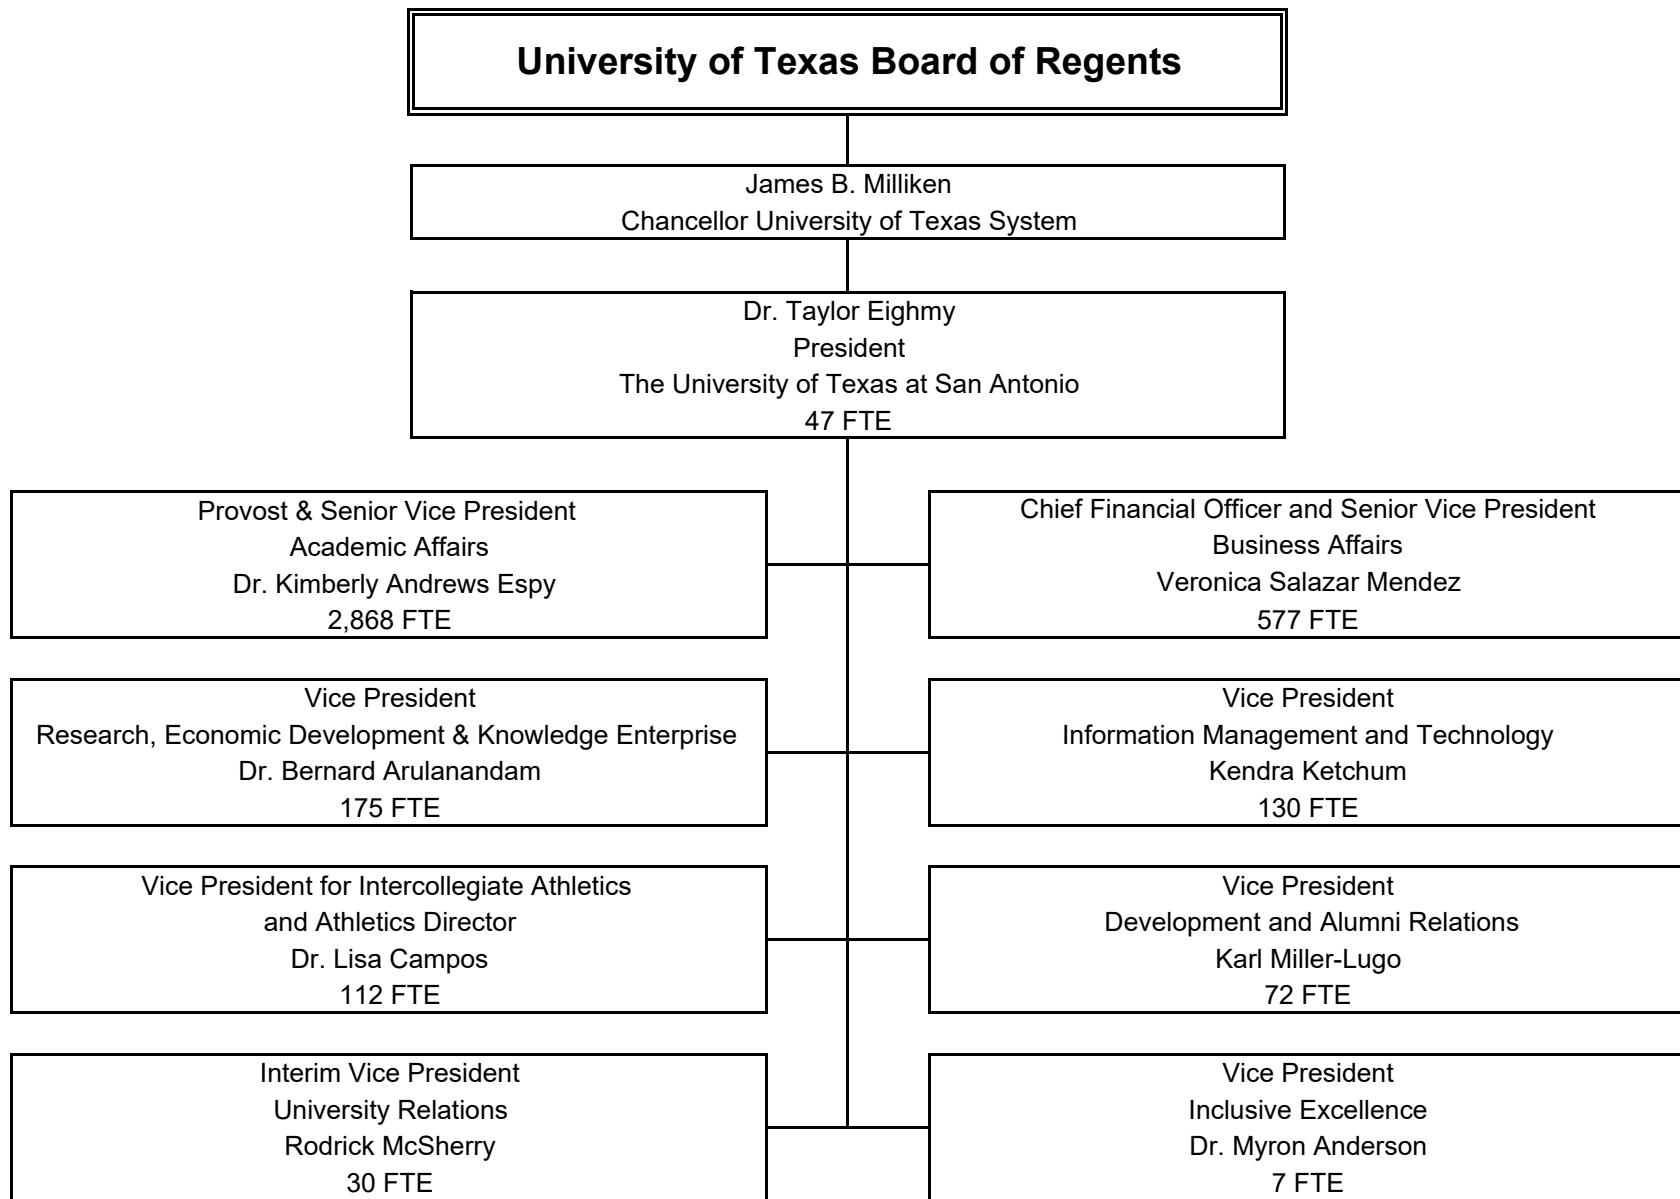 University of Texas Board of Regents
James B. Milliken
Chancellor University of Texas System
Dr. Taylor Eighmy
President
The University of Texas at San Antonio
47 FTE
Provost & Senior Vice President
Academic Affairs
Dr. Kimberly Andrews Espy
2,868 FTE
Chief Financial Officer and Senior Vice President
Business Affairs
Veronica Salazar Mendez
577 FTE
Vice President
Research, Economic Development & Knowledge Enterprise
Dr. Bernard Arulanandam
175 FTE
Vice President
Information Management and Technology
Kendra Ketchum
130 FTE
Vice President for Intercollegiate Athletics
and Athletics Director
Dr. Lisa Campos
112 FTE
Vice President
Development and Alumni Relations
Karl Miller-Lugo
72 FTE
Interim Vice President
University Relations
Rodrick McSherry
30 FTE
Vice President
Inclusive Excellence
Dr. Myron Anderson
7 FTE